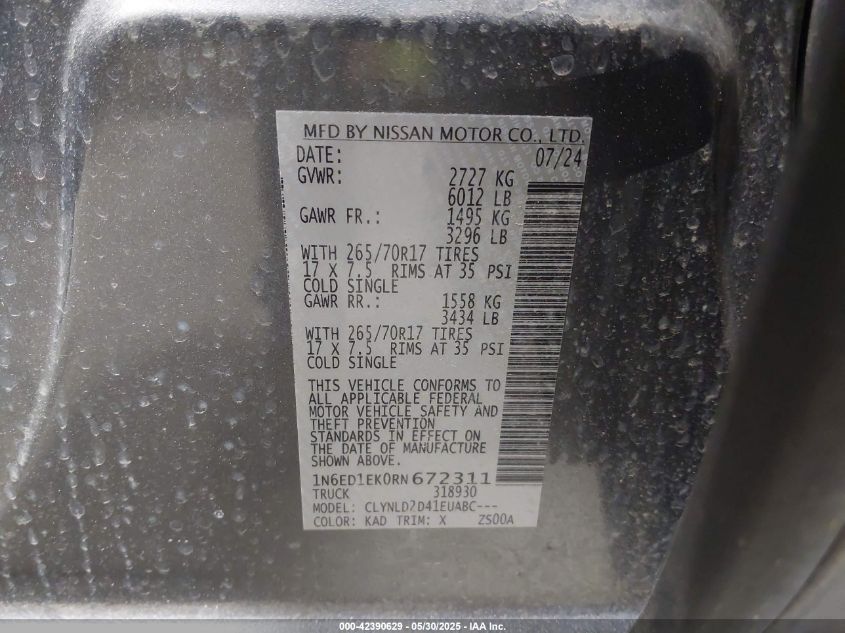 MFD BY NISSAN MOTOR CO., LTD.
DATE: 07/24
GVWR: 2727 KG
6012 LB
GAWR FR.: 1495 KG
3296 LB
WITH 265/70R17 TIRES
17 X 7.5 RIMS AT 35 PSI
COLD SINGLE
GAWR RR.: 1558 KG
3434 LB
WITH 265/70R17 TIRES
17 X 7.5 RIMS AT 35 PSI
COLD SINGLE
THIS VEHICLE CONFORMS TO
ALL APPLICABLE FEDERAL
MOTOR VEHICLE SAFETY AND
THEFT PREVENTION
STANDARDS IN EFFECT ON
THE DATE OF MANUFACTURE
SHOWN ABOVE.
1N6ED1EK0RN672311
TRUCK 318930
MODEL: CLYNLD2D41EUABC---
COLOR: KAD TRIM: X ZS00A
000-42390629 - 05/30/2025 - IAA Inc.